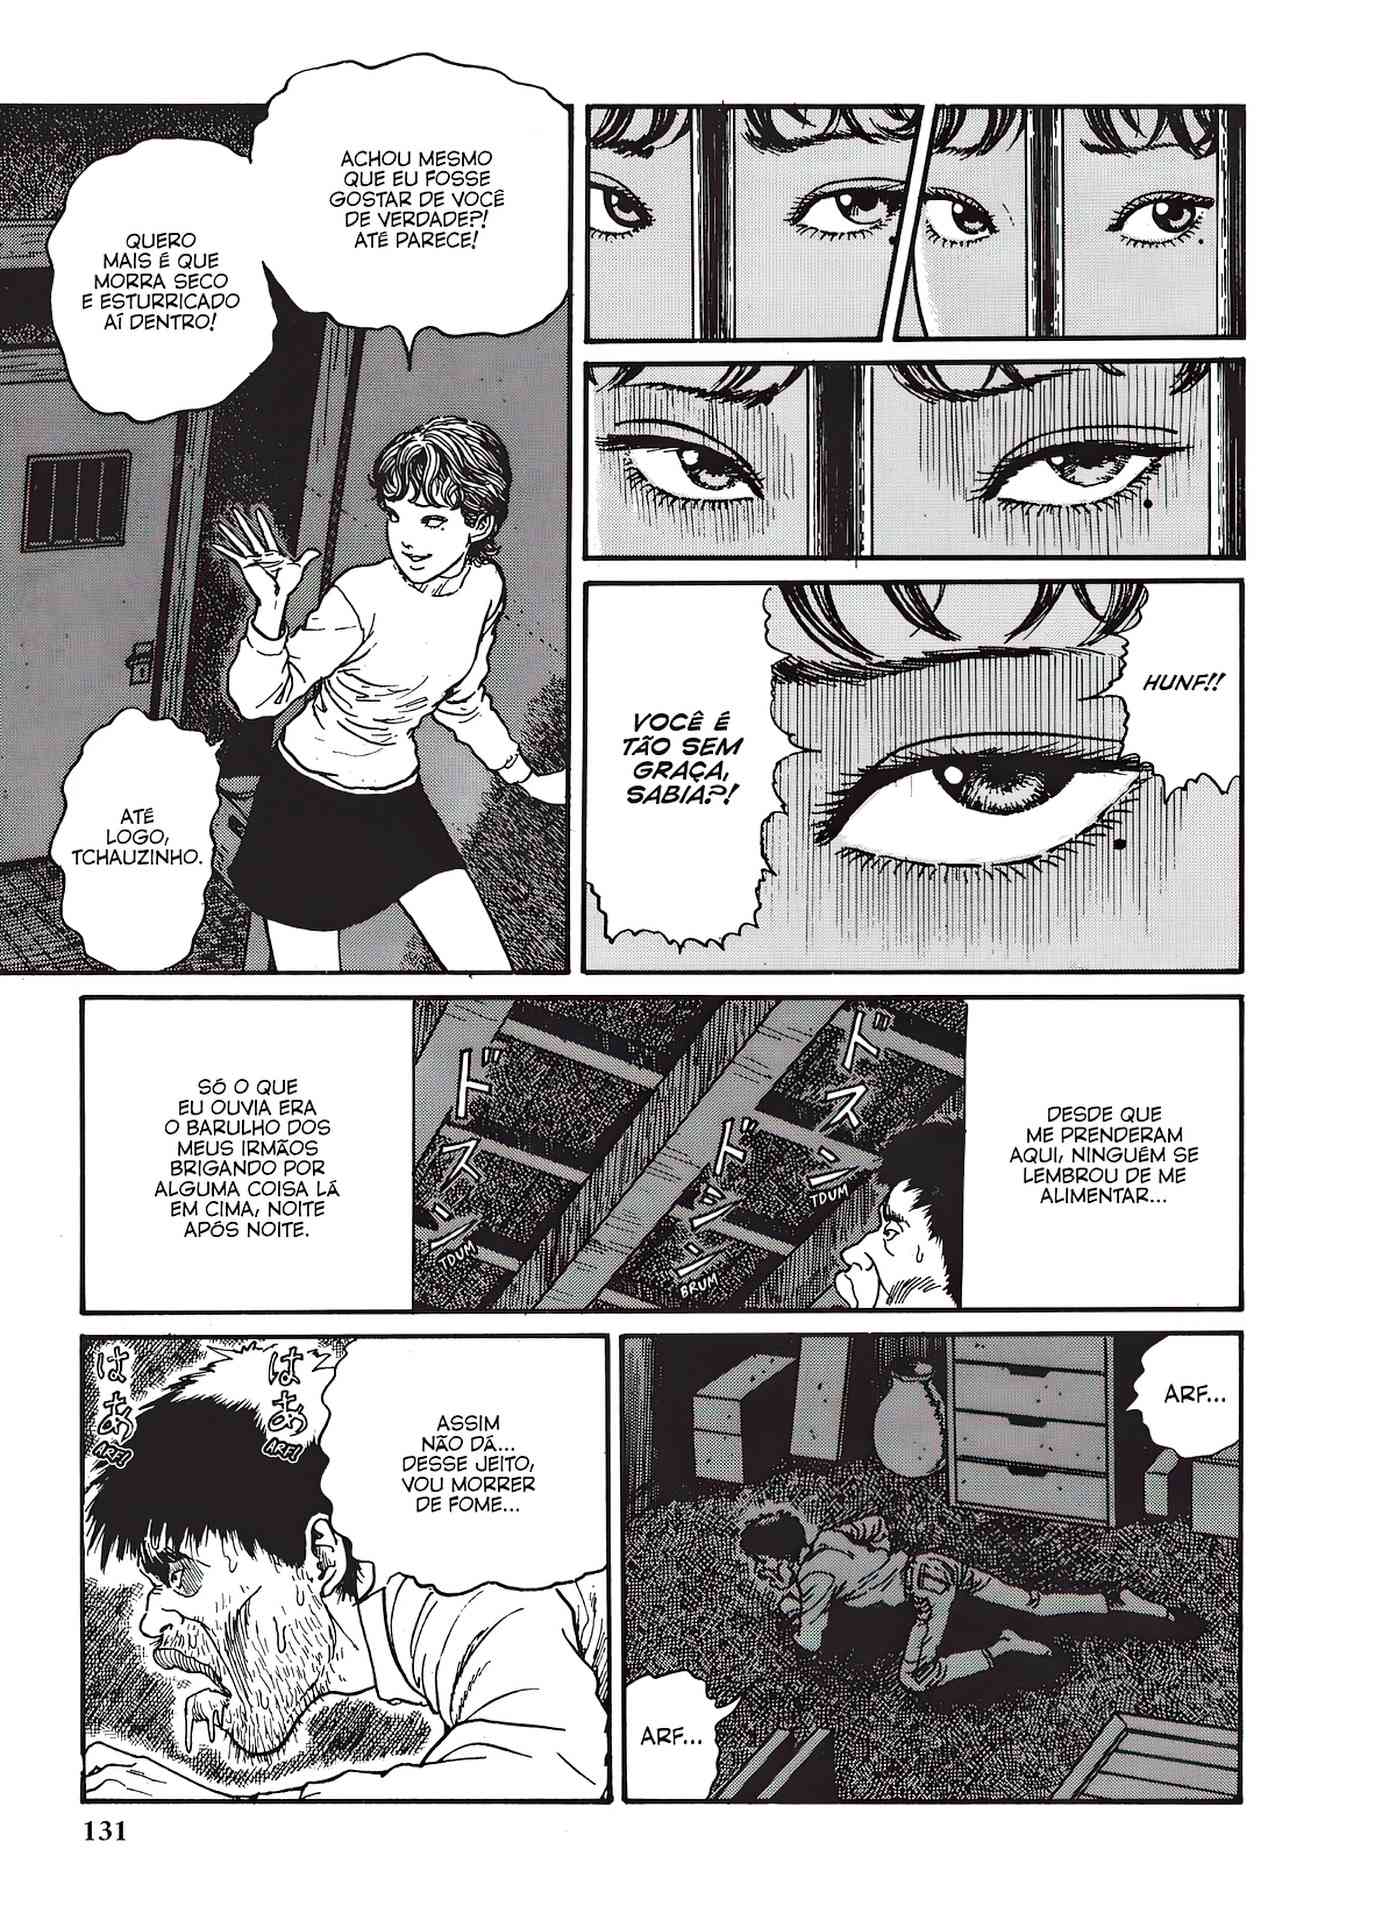 HUNF!!
VOCÊ É
TÃO SEM
GRAÇA,
SABIA?!
ACHOU MESMO
QUE EU FOSSE
GOSTAR DE VOCÊ
DE VERDADE?!
ATÉ PARECE!
QUERO
MAIS É QUE
MORRA SECO
E ESTURRICADO
AÍ DENTRO!
ATÉ
LOGO,
TCHAUZINHO.
DESDE QUE
ME PRENDERAM
AQUI, NINGUÉM SE
LEMBROU DE ME
ALIMENTAR...
ドスン
TDUM
ドシン
BRUM
ドスン
TDUM
SÓ O QUE
EU OUVIA ERA
O BARULHO DOS
MEUS IRMÃOS
BRIGANDO POR
ALGUMA COISA LÁ
EM CIMA, NOITE
APÓS NOITE.
ARF...
ARF...
ASSIM
NÃO DÁ...
DESSE JEITO,
VOU MORRER
DE FOME...
はあ
ARF!
はあ
ARF!
131